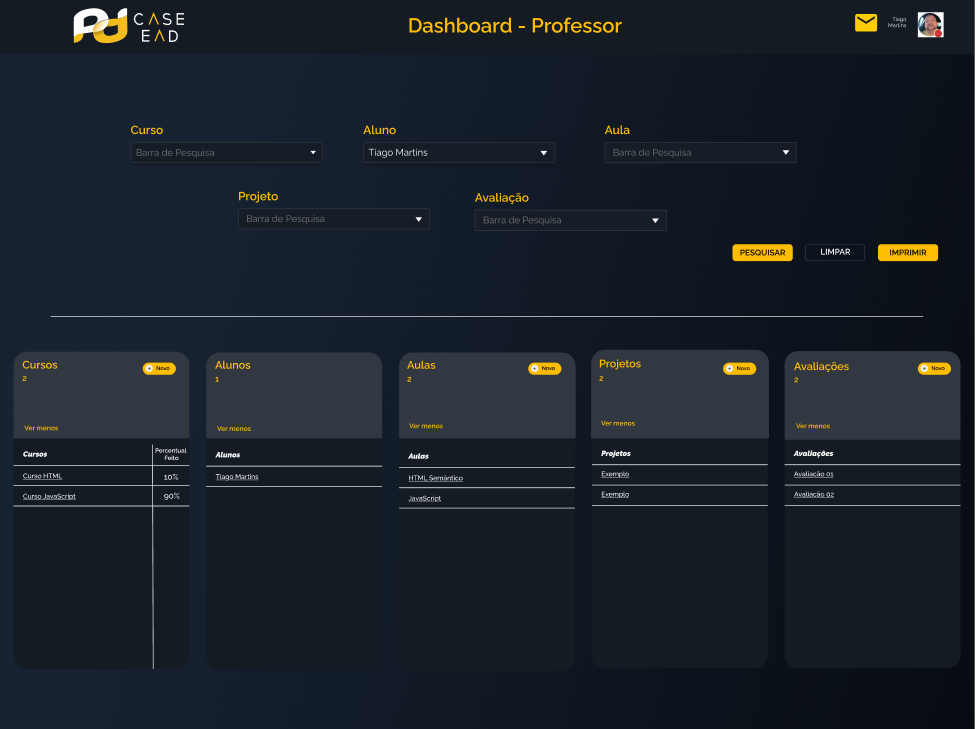 CASE
EAD
Dashboard - Professor
Tiago
Martins
Curso
Aluno
Aula
Barra de Pesquisa
Tiago Martins
Barra de Pesquisa
Projeto
Avaliação
Barra de Pesquisa
Barra de Pesquisa
PESQUISAR
LIMPAR
IMPRIMIR
Cursos
2
Novo
Ver menos
Cursos
Percentual
Feito
Curso HTML
10%
Curso JavaScript
90%
Alunos
1
Ver menos
Alunos
Tiago Martins
Aulas
2
Novo
Ver menos
Aulas
HTML Semântico
JavaScript
Projetos
2
Novo
Ver menos
Projetos
Exemplo
Exemplo
Avaliações
2
Novo
Ver menos
Avaliações
Avaliação 01
Avaliação 02